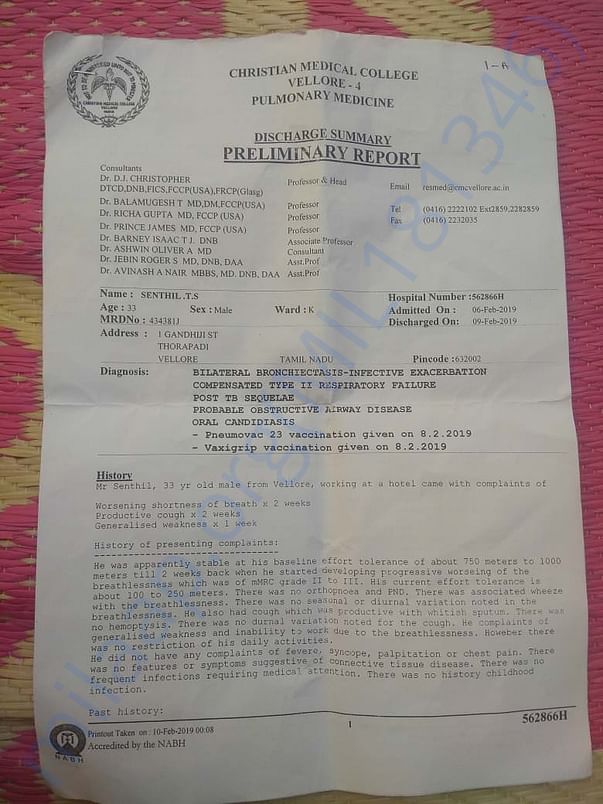 1-A
CHRISTIAN MEDICAL COLLEGE
VELLORE - 4
PULMONARY MEDICINE
DISCHARGE SUMMARY
PRELIMINARY REPORT
Consultants
Dr. D.J. CHRISTOPHER Professor & Head
DTCD,DNB,FICS,FCCP(USA),FRCP(Glasg) Email resmed@cmcvellore.ac.in
Dr. BALAMUGESH T MD,DM,FCCP(USA) Professor
Dr. RICHA GUPTA MD, FCCP (USA) Professor Tel (0416) 2222102 Ext2859,2282859
Dr. PRINCE JAMES MD, FCCP (USA) Professor Fax (0416) 2232035
Dr. BARNEY ISAAC T J. DNB Associate Professor
Dr. ASHWIN OLIVER A MD Consultant
Dr. JEBIN ROGER S MD, DNB, DAA Asst.Prof
Dr. AVINASH A NAIR MBBS, MD. DNB, DAA Asst.Prof
Name : SENTHIL .T.S Hospital Number :562866H
Age : 33 Sex : Male Ward : K Admitted On : 06-Feb-2019
MRDNo : 434381J Discharged On: 09-Feb-2019
Address : 1 GANDHIJI ST
THORAPADI
VELLORE TAMIL NADU Pincode :632002
Diagnosis: BILATERAL BRONCHIECTASIS-INFECTIVE EXACERBATION
COMPENSATED TYPE II RESPIRATORY FAILURE
POST TB SEQUELAE
PROBABLE OBSTRUCTIVE AIRWAY DISEASE
ORAL CANDIDIASIS
- Pneumovac 23 vaccination given on 8.2.2019
- Vaxigrip vaccination given on 8.2.2019
History
Mr Senthil, 33 yr old male from Vellore, working at a hotel came with complaints of
Worsening shortness of breath x 2 weeks
Productive cough x 2 weeks
Generalised weakness x 1 week
History of presenting complaints:
He was apparently stable at his baseline effort tolerance of about 750 meters to 1000
meters till 2 weeks back when he started developing progressive worseing of the
breathlessness which was of mMRC grade II to III. His current effort tolerance is
about 100 to 250 meters. There was no orthopnoea and PND. There was associated wheeze
with the breathlessness. There was no seasonal or diurnal variation noted in the
breathlessness. He also had cough which was productive with whitish sputum. There was
no hemoptysis. There was no durnal variation noted for the cough. He complaints of
generalised weakness and inability to work due to the breathlessness. Howeber there
was no restriction of his daily activities.
He did not have any complaints of fevere, syncope, palpitation or chest pain. There
was no features or symptoms suggestive of connective tissue disease. There was no
frequent infections requiring medical attention. There was no history childhood
infection.
Past history:
Printout Taken on : 10-Feb-2019 00:08 1 562866H
Accredited by the NABH
NABH